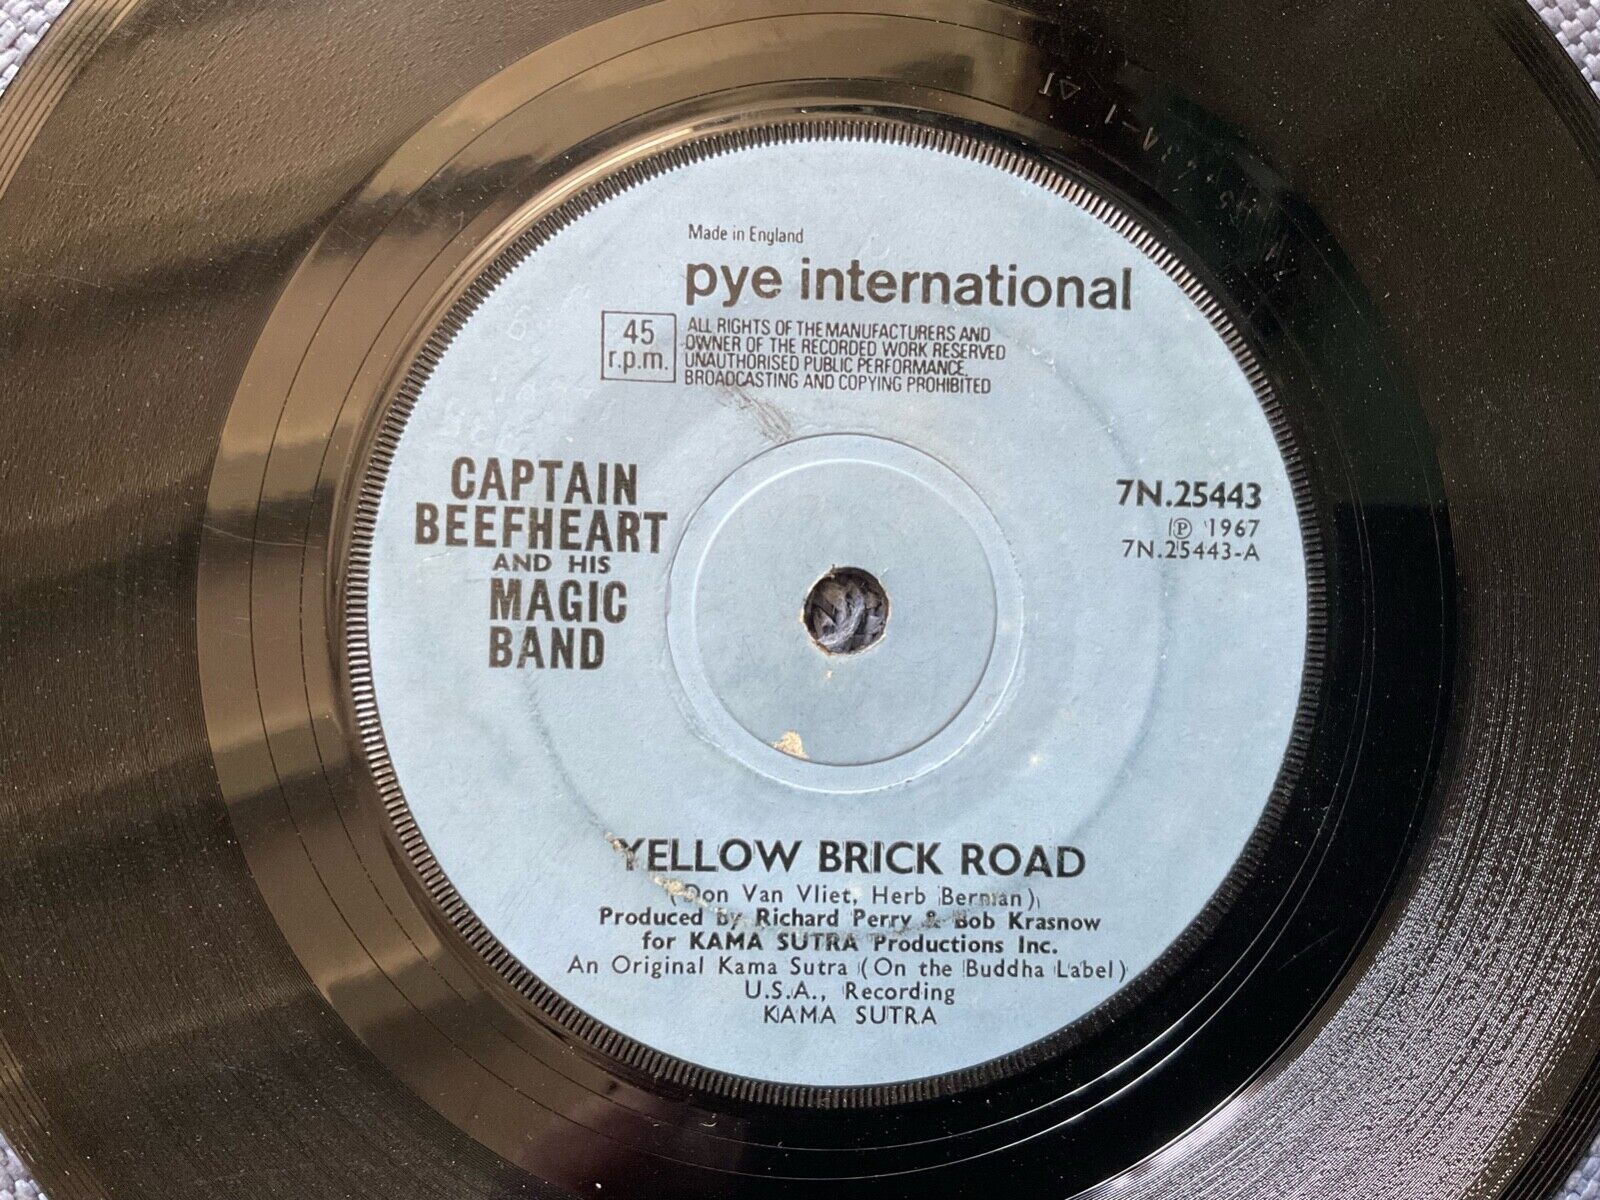 Made in England
pye international
45
r.p.m.
ALL RIGHTS OF THE MANUFACTURERS AND
OWNER OF THE RECORDED WORK RESERVED
UNAUTHORISED PUBLIC PERFORMANCE.
BROADCASTING AND COPYING PROHIBITED
CAPTAIN
BEEFHEART
AND HIS
MAGIC
BAND
7N.25443
Ⓟ 1967
7N.25443-A
YELLOW BRICK ROAD
(Don Van Vliet, Herb Berman)
Produced by Richard Perry & Bob Krasnow
for KAMA SUTRA Productions Inc.
An Original Kama Sutra (On the Buddha Label)
U.S.A., Recording
KAMA SUTRA